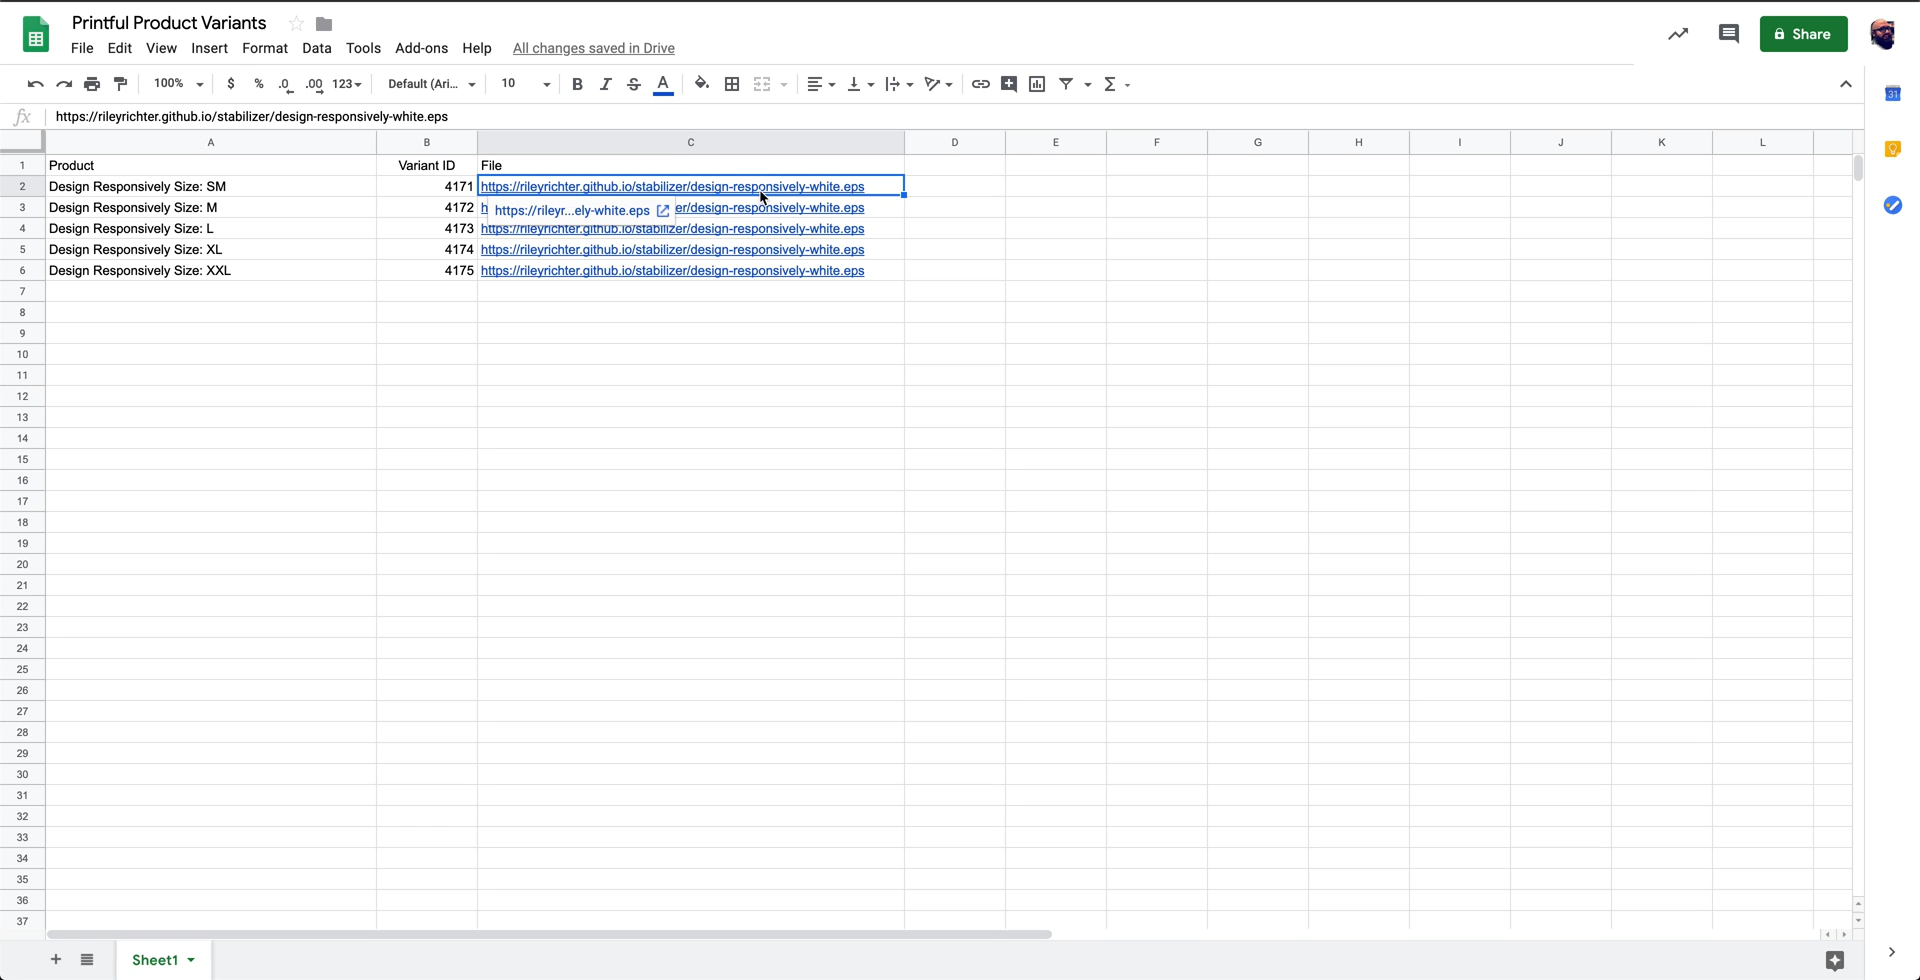 Printful Product Variants
File Edit View Insert Format Data Tools Add-ons Help All changes saved in Drive
Share
100% $ % .0 .00 123 Default (Ari... 10 B I S A Σ
31
fx https://rileyrichter.github.io/stabilizer/design-responsively-white.eps
A B C D E F G H I J K L
1 Product Variant ID File
2 Design Responsively Size: SM 4171 https://rileyrichter.github.io/stabilizer/design-responsively-white.eps
3 Design Responsively Size: M 4172 h er/design-responsively-white.eps
https://rileyr...ely-white.eps
4 Design Responsively Size: L 4173 https://rileyrichter.github.io/stabilizer/design-responsively-white.eps
5 Design Responsively Size: XL 4174 https://rileyrichter.github.io/stabilizer/design-responsively-white.eps
6 Design Responsively Size: XXL 4175 https://rileyrichter.github.io/stabilizer/design-responsively-white.eps
7
8
9
10
11
12
13
14
15
16
17
18
19
20
21
22
23
24
25
26
27
28
29
30
31
32
33
34
35
36
37
Sheet1